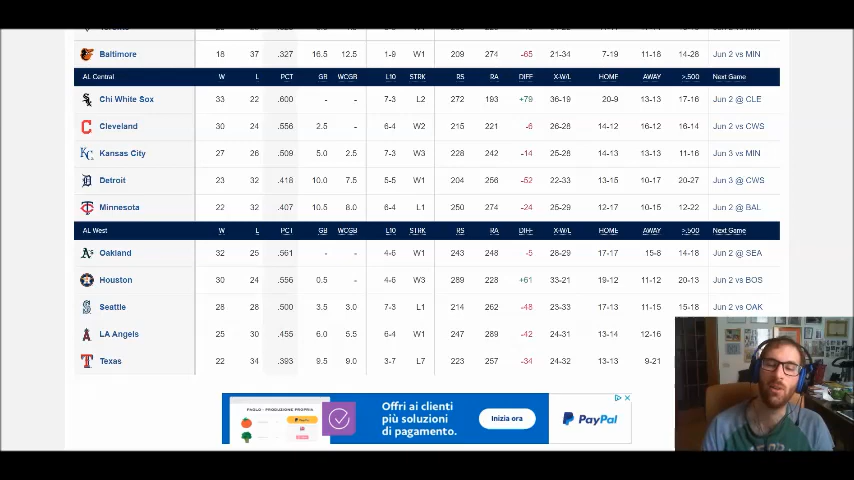 Baltimore 18 37 .327 16.5 12.5 1-9 W1 209 274 -65 21-34 7-19 11-18 14-28 Jun 2 vs MIN
AL Central W L PCT GB WCGB L10 STRK RS RA DIFF X-W/L HOME AWAY >.500 Next Game
Chi White Sox 33 22 .600 - - 7-3 L2 272 193 +79 36-19 20-9 13-13 17-16 Jun 2 @ CLE
Cleveland 30 24 .556 2.5 - 6-4 W2 215 221 -6 26-28 14-12 16-12 16-14 Jun 2 vs CWS
Kansas City 27 26 .509 5.0 2.5 7-3 W3 228 242 -14 25-28 14-13 13-13 11-16 Jun 3 vs MIN
Detroit 23 32 .418 10.0 7.5 5-5 W1 204 256 -52 22-33 13-15 10-17 20-27 Jun 3 @ CWS
Minnesota 22 32 .407 10.5 8.0 6-4 L1 250 274 -24 25-29 12-17 10-15 12-22 Jun 2 @ BAL
AL West W L PCT GB WCGB L10 STRK RS RA DIFF X-W/L HOME AWAY >.500 Next Game
Oakland 32 25 .561 - - 4-6 W1 243 248 -5 28-29 17-17 15-8 14-18 Jun 2 @ SEA
Houston 30 24 .556 0.5 - 4-6 W3 289 228 +61 33-21 19-12 11-12 20-13 Jun 2 vs BOS
Seattle 28 28 .500 3.5 3.0 7-3 L1 214 262 -48 23-33 17-13 11-15 15-18 Jun 2 vs OAK
LA Angels 25 30 .455 6.0 5.5 6-4 W1 247 289 -42 24-31 13-14 12-16
Texas 22 34 .393 9.5 9.0 3-7 L7 223 257 -34 24-32 13-13 9-21
PAOLO - PRODUZIONE PROPRIA
Offri ai clienti
più soluzioni
di pagamento.
Inizia ora
PayPal